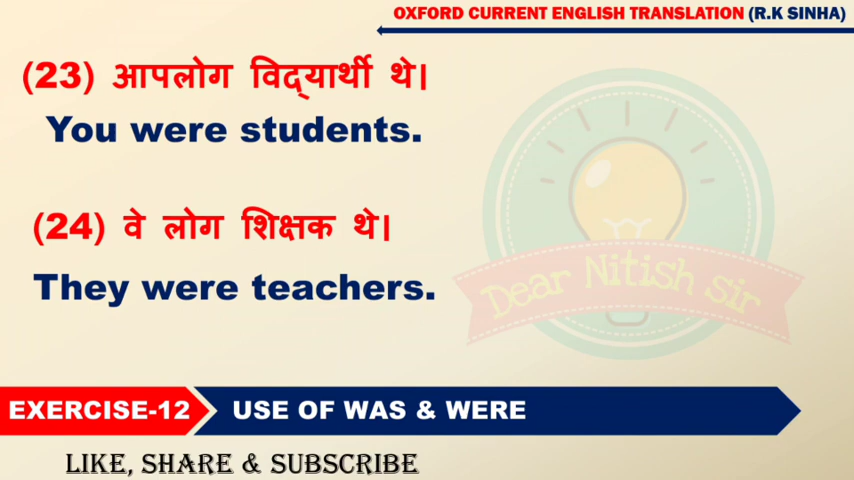 OXFORD CURRENT ENGLISH TRANSLATION (R.K SINHA)
(23) आपलोग विद्यार्थी थे।
You were students.
(24) वे लोग शिक्षक थे।
They were teachers.
Dear Nitish Sir
EXERCISE-12 USE OF WAS & WERE
LIKE, SHARE & SUBSCRIBE